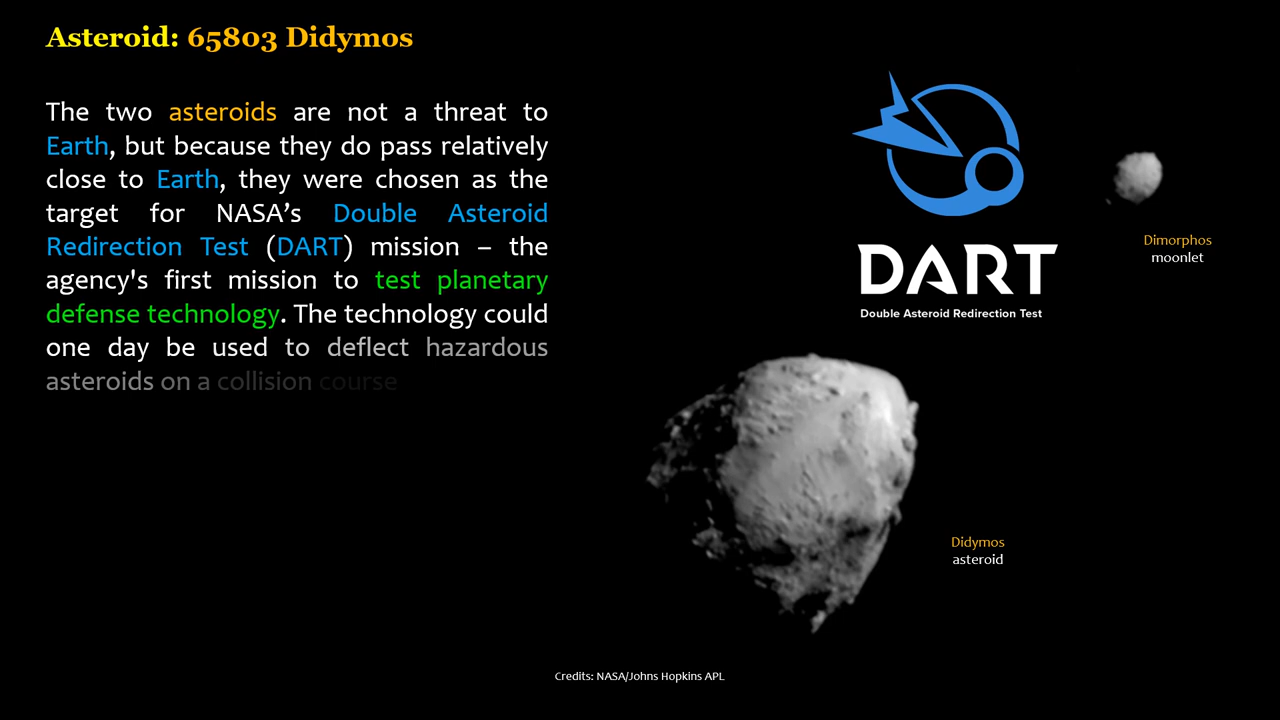 Asteroid: 65803 Didymos
The two asteroids are not a threat to
Earth, but because they do pass relatively
close to Earth, they were chosen as the
target for NASA’s Double Asteroid
Redirection Test (DART) mission – the
agency's first mission to test planetary
defense technology. The technology could
one day be used to deflect hazardous
asteroids on a collision course
DART
Double Asteroid Redirection Test
Dimorphos
moonlet
Didymos
asteroid
Credits: NASA/Johns Hopkins APL